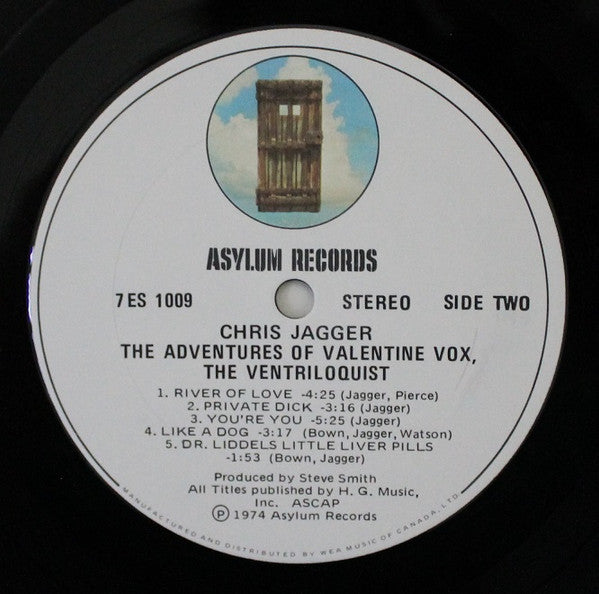 ASYLUM RECORDS
7 ES 1009 STEREO SIDE TWO
CHRIS JAGGER
THE ADVENTURES OF VALENTINE VOX,
THE VENTRILOQUIST
1. RIVER OF LOVE -4:25 (Jagger, Pierce)
2. PRIVATE DICK -3:16 (Jagger)
3. YOU'RE YOU -5:25 (Jagger)
4. LIKE A DOG -3:17 (Bown, Jagger, Watson)
5. DR. LIDDELS LITTLE LIVER PILLS
-1:53 (Bown, Jagger)
Produced by Steve Smith
All Titles published by H. G. Music,
Inc. ASCAP
Ⓟ 1974 Asylum Records
MANUFACTURED AND DISTRIBUTED BY WEA MUSIC OF CANADA, LTD.